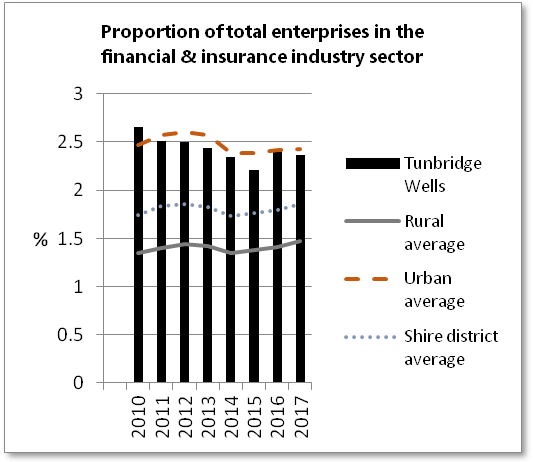 Proportion of total enterprises in the
financial & insurance industry sector
3
2.5
2
1.5
1
0.5
0
%
2010
2011
2012
2013
2014
2015
2016
2017
Tunbridge
Wells
Rural
average
Urban
average
Shire district
average